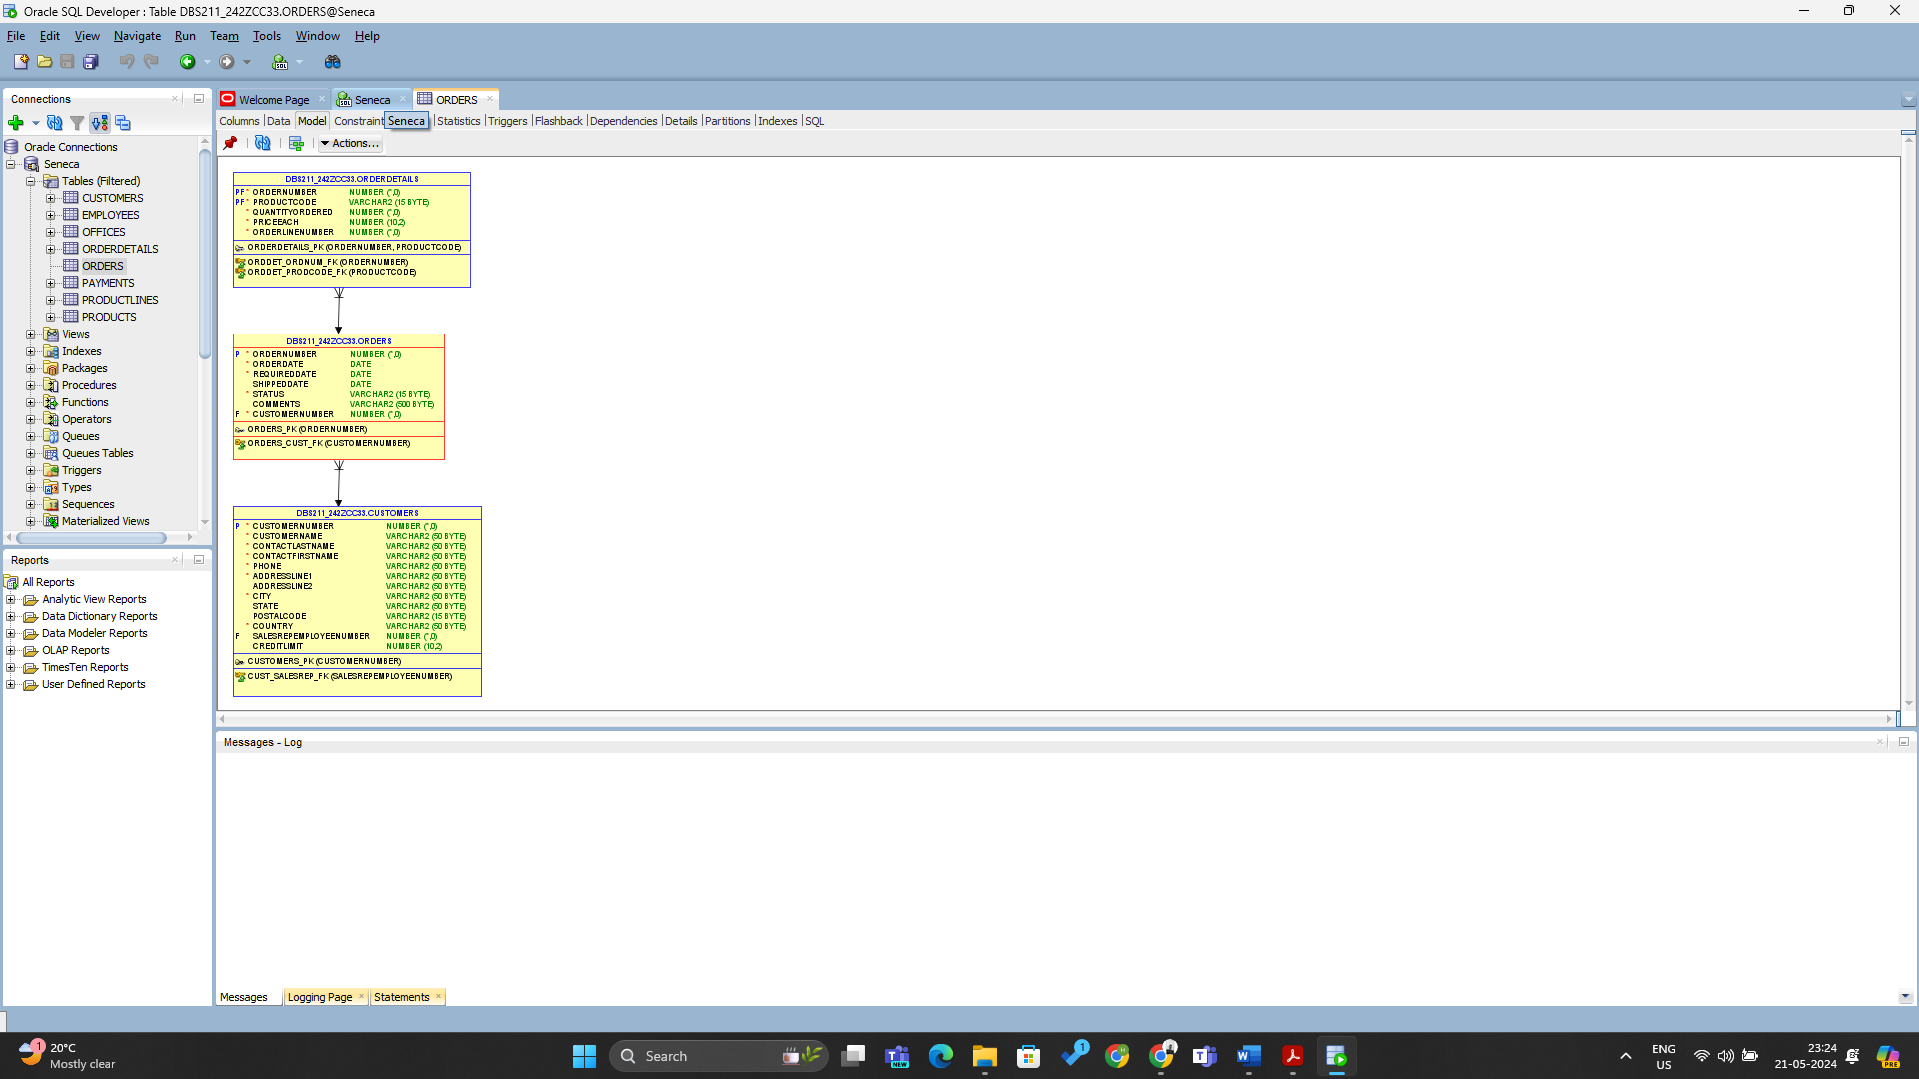 Oracle SQL Developer : Table DBS211_242ZCC33.ORDERS@Seneca
File Edit View Navigate Run Team Tools Window Help
Connections
Oracle Connections
Seneca
Tables (Filtered)
CUSTOMERS
EMPLOYEES
OFFICES
ORDERDETAILS
ORDERS
PAYMENTS
PRODUCTLINES
PRODUCTS
Views
Indexes
Packages
Procedures
Functions
Operators
Queues
Queues Tables
Triggers
Types
Sequences
Materialized Views
Reports
All Reports
Analytic View Reports
Data Dictionary Reports
Data Modeler Reports
OLAP Reports
TimesTen Reports
User Defined Reports
Welcome Page Seneca ORDERS
Columns Data Model Constraint Seneca Statistics Triggers Flashback Dependencies Details Partitions Indexes SQL
Actions...
DBS211_242ZCC33.ORDERDETAILS
PF* ORDERNUMBER NUMBER (*,0)
PF* PRODUCTCODE VARCHAR2 (15 BYTE)
* QUANTITYORDERED NUMBER (*,0)
* PRICEEACH NUMBER (10,2)
* ORDERLINENUMBER NUMBER (*,0)
ORDERDETAILS_PK (ORDERNUMBER, PRODUCTCODE)
ORDDET_ORDNUM_FK (ORDERNUMBER)
ORDDET_PRODCODE_FK (PRODUCTCODE)
DBS211_242ZCC33.ORDERS
P * ORDERNUMBER NUMBER (*,0)
* ORDERDATE DATE
* REQUIREDDATE DATE
SHIPPEDDATE DATE
* STATUS VARCHAR2 (15 BYTE)
COMMENTS VARCHAR2 (500 BYTE)
F * CUSTOMERNUMBER NUMBER (*,0)
ORDERS_PK (ORDERNUMBER)
ORDERS_CUST_FK (CUSTOMERNUMBER)
DBS211_242ZCC33.CUSTOMERS
P * CUSTOMERNUMBER NUMBER (*,0)
* CUSTOMERNAME VARCHAR2 (50 BYTE)
* CONTACTLASTNAME VARCHAR2 (50 BYTE)
* CONTACTFIRSTNAME VARCHAR2 (50 BYTE)
* PHONE VARCHAR2 (50 BYTE)
* ADDRESSLINE1 VARCHAR2 (50 BYTE)
ADDRESSLINE2 VARCHAR2 (50 BYTE)
* CITY VARCHAR2 (50 BYTE)
STATE VARCHAR2 (50 BYTE)
POSTALCODE VARCHAR2 (15 BYTE)
* COUNTRY VARCHAR2 (50 BYTE)
F SALESREPEMPLOYEENUMBER NUMBER (*,0)
CREDITLIMIT NUMBER (10,2)
CUSTOMERS_PK (CUSTOMERNUMBER)
CUST_SALESREP_FK (SALESREPEMPLOYEENUMBER)
Messages - Log
Messages Logging Page Statements
1
20°C
Mostly clear
Search
NEW
1
ENG
US
23:24
21-05-2024
PRE